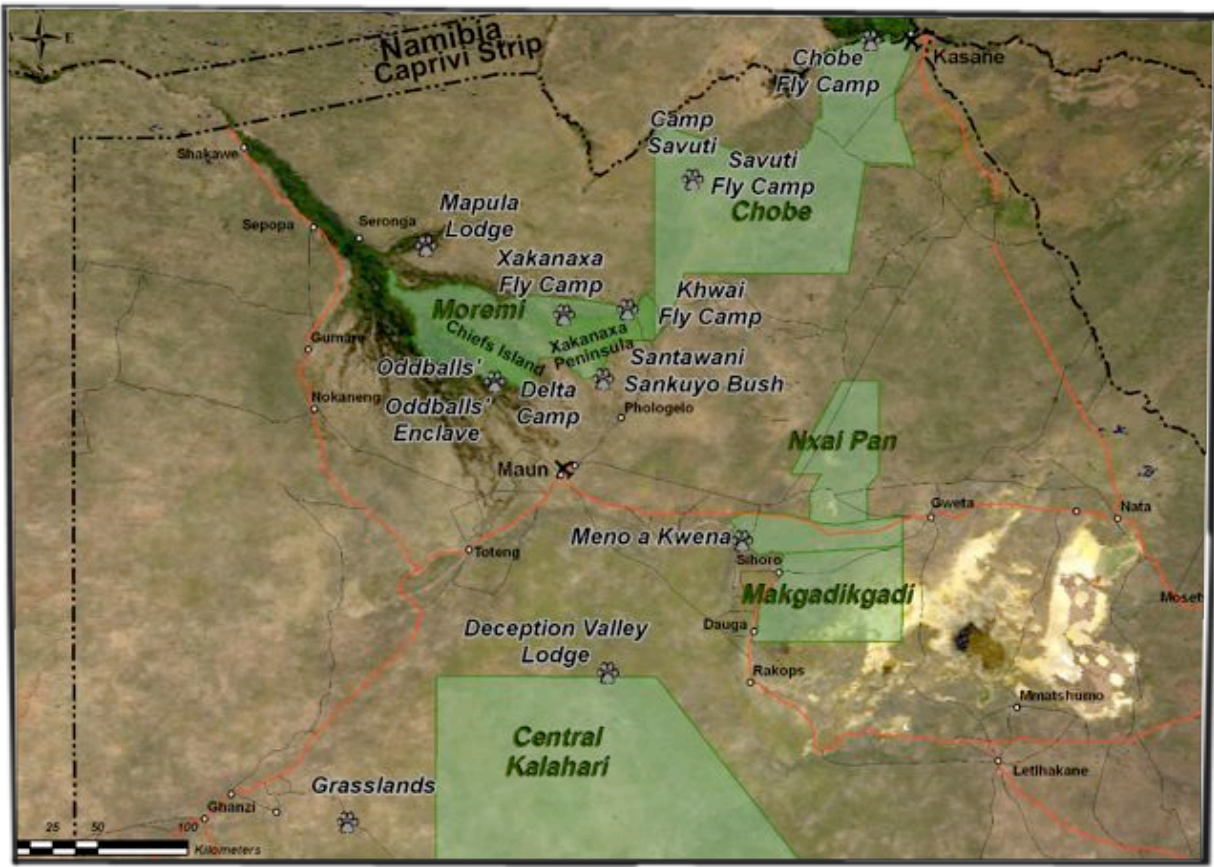 E
Namibia
Caprivi Strip
Chobe
Fly Camp
Kasane
Camp
Savuti
Savuti
Fly Camp
Chobe
Shakawe
Mapula
Lodge
Sepopa
Seronga
Xakanaxa
Fly Camp
Moremi
Chiefs Island
Xakanaxa
Peninsula
Khwai
Fly Camp
Gumare
Oddballs'
Oddballs'
Enclave
Delta
Camp
Santawani
Sankuyo Bush
Nokaneng
Phologelo
Nxai Pan
Maun
Gweta
Nata
Toteng
Meno a Kwena
Sihoro
Makgadikgadi
Moset
Dauga
Deception Valley
Lodge
Rakops
Mmatshumo
Central
Kalahari
Letlhakane
Grasslands
Ghanzi
25 50 100
Kilometers